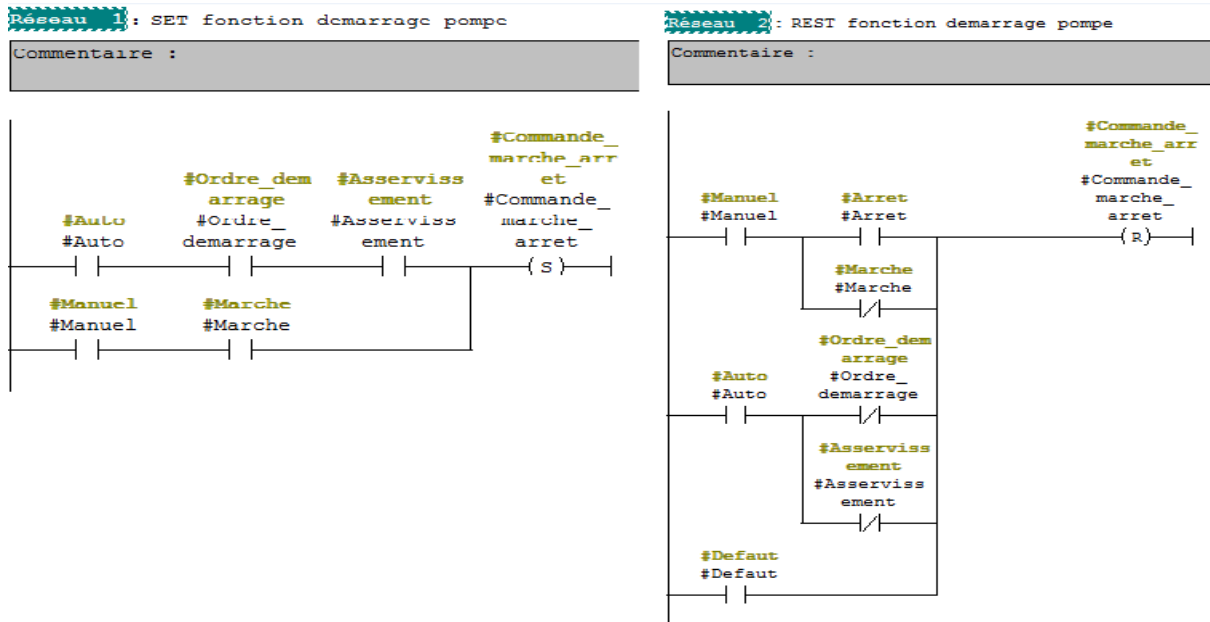 Réseau 1 : SET fonction demarrage pompe
Commentaire :
#Commande_
marche_arr
et
#Commande_
marche_
arret
#Ordre_dem
arrage
#Ordre_
demarrage
#Asserviss
ement
#Asserviss
ement
#Auto
#Auto
( S )
#Manuel
#Manuel
#Marche
#Marche
Réseau 2 : REST fonction demarrage pompe
Commentaire :
#Commande_
marche_arr
et
#Commande_
marche_
arret
#Manuel
#Manuel
#Arret
#Arret
( R )
#Marche
#Marche
#Ordre_dem
arrage
#Ordre_
demarrage
#Auto
#Auto
#Asserviss
ement
#Asserviss
ement
#Defaut
#Defaut